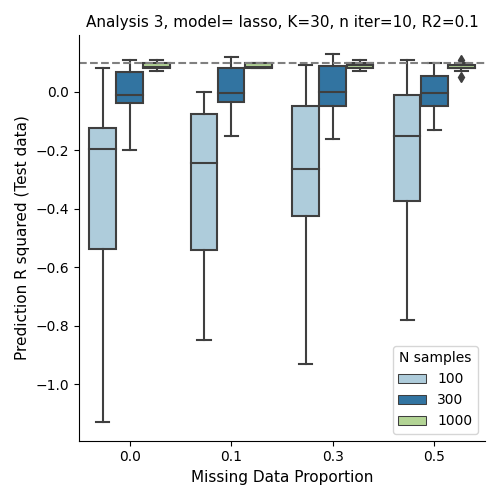 Analysis 3, model= lasso, K=30, n iter=10, R2=0.1
Prediction R squared (Test data)
0.0
−0.2
−0.4
−0.6
−0.8
−1.0
0.0 0.1 0.3 0.5
Missing Data Proportion
N samples
100
300
1000